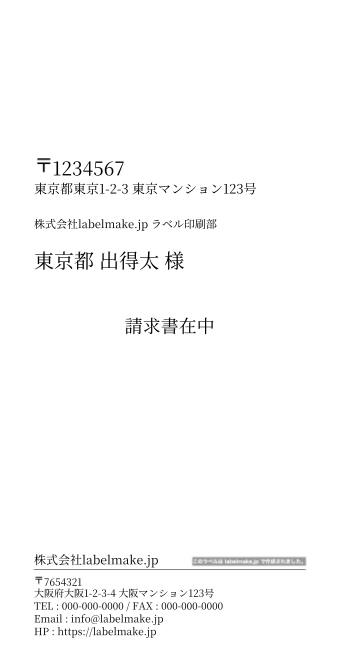 〒1234567
東京都東京1-2-3 東京マンション123号
株式会社labelmake.jp ラベル印刷部
東京都 出得太 様
請求書在中
株式会社labelmake.jp
このラベルは labelmake.jp で作成されました。
〒7654321
大阪府大阪1-2-3-4 大阪マンション123号
TEL : 000-000-0000 / FAX : 000-000-0000
Email : info@labelmake.jp
HP : https://labelmake.jp